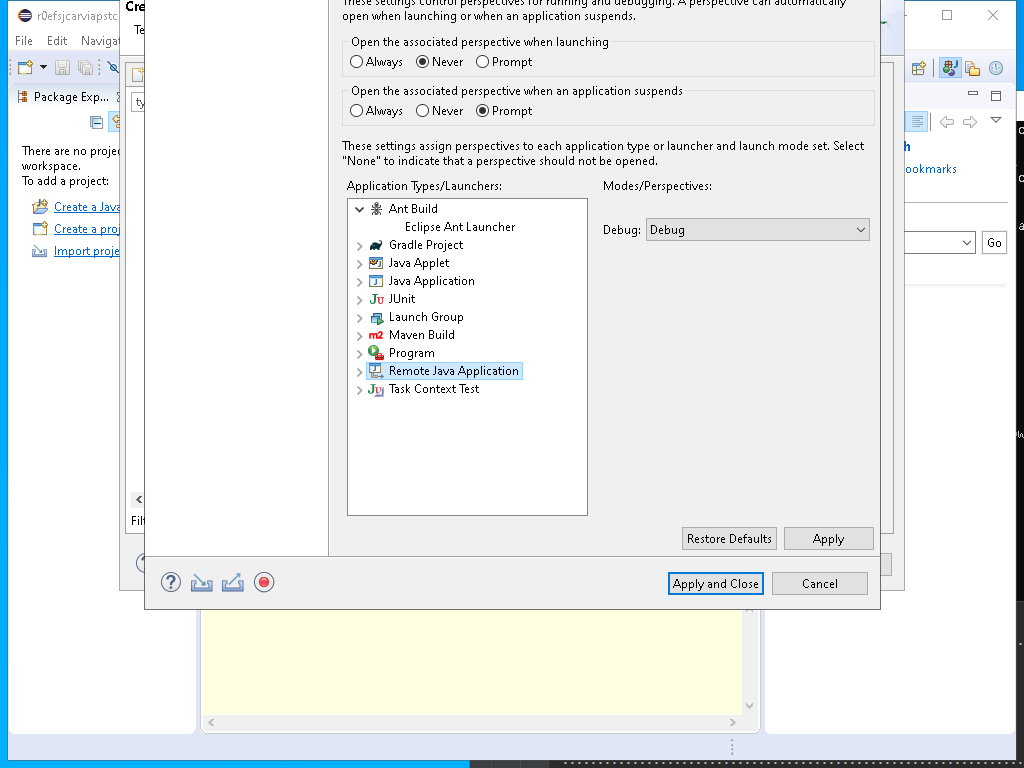 r0efsjcarviapstc
Cre
File Edit Naviga
Te
These settings control perspectives for running and debugging. A perspective can automatically
open when launching or when an application suspends.
Open the associated perspective when launching
Always Never Prompt
Open the associated perspective when an application suspends
Always Never Prompt
Package Exp...
ty
These settings assign perspectives to each application type or launcher and launch mode set. Select
"None" to indicate that a perspective should not be opened.
There are no proje
workspace.
To add a project:
Create a Java
Create a proj
Import proje
Application Types/Launchers:
Modes/Perspectives:
Ant Build
Eclipse Ant Launcher
Gradle Project
Java Applet
Java Application
JUnit
Launch Group
Maven Build
Program
Remote Java Application
Task Context Test
Debug: Debug
h
ookmarks
Go
Filt
Restore Defaults Apply
Apply and Close Cancel